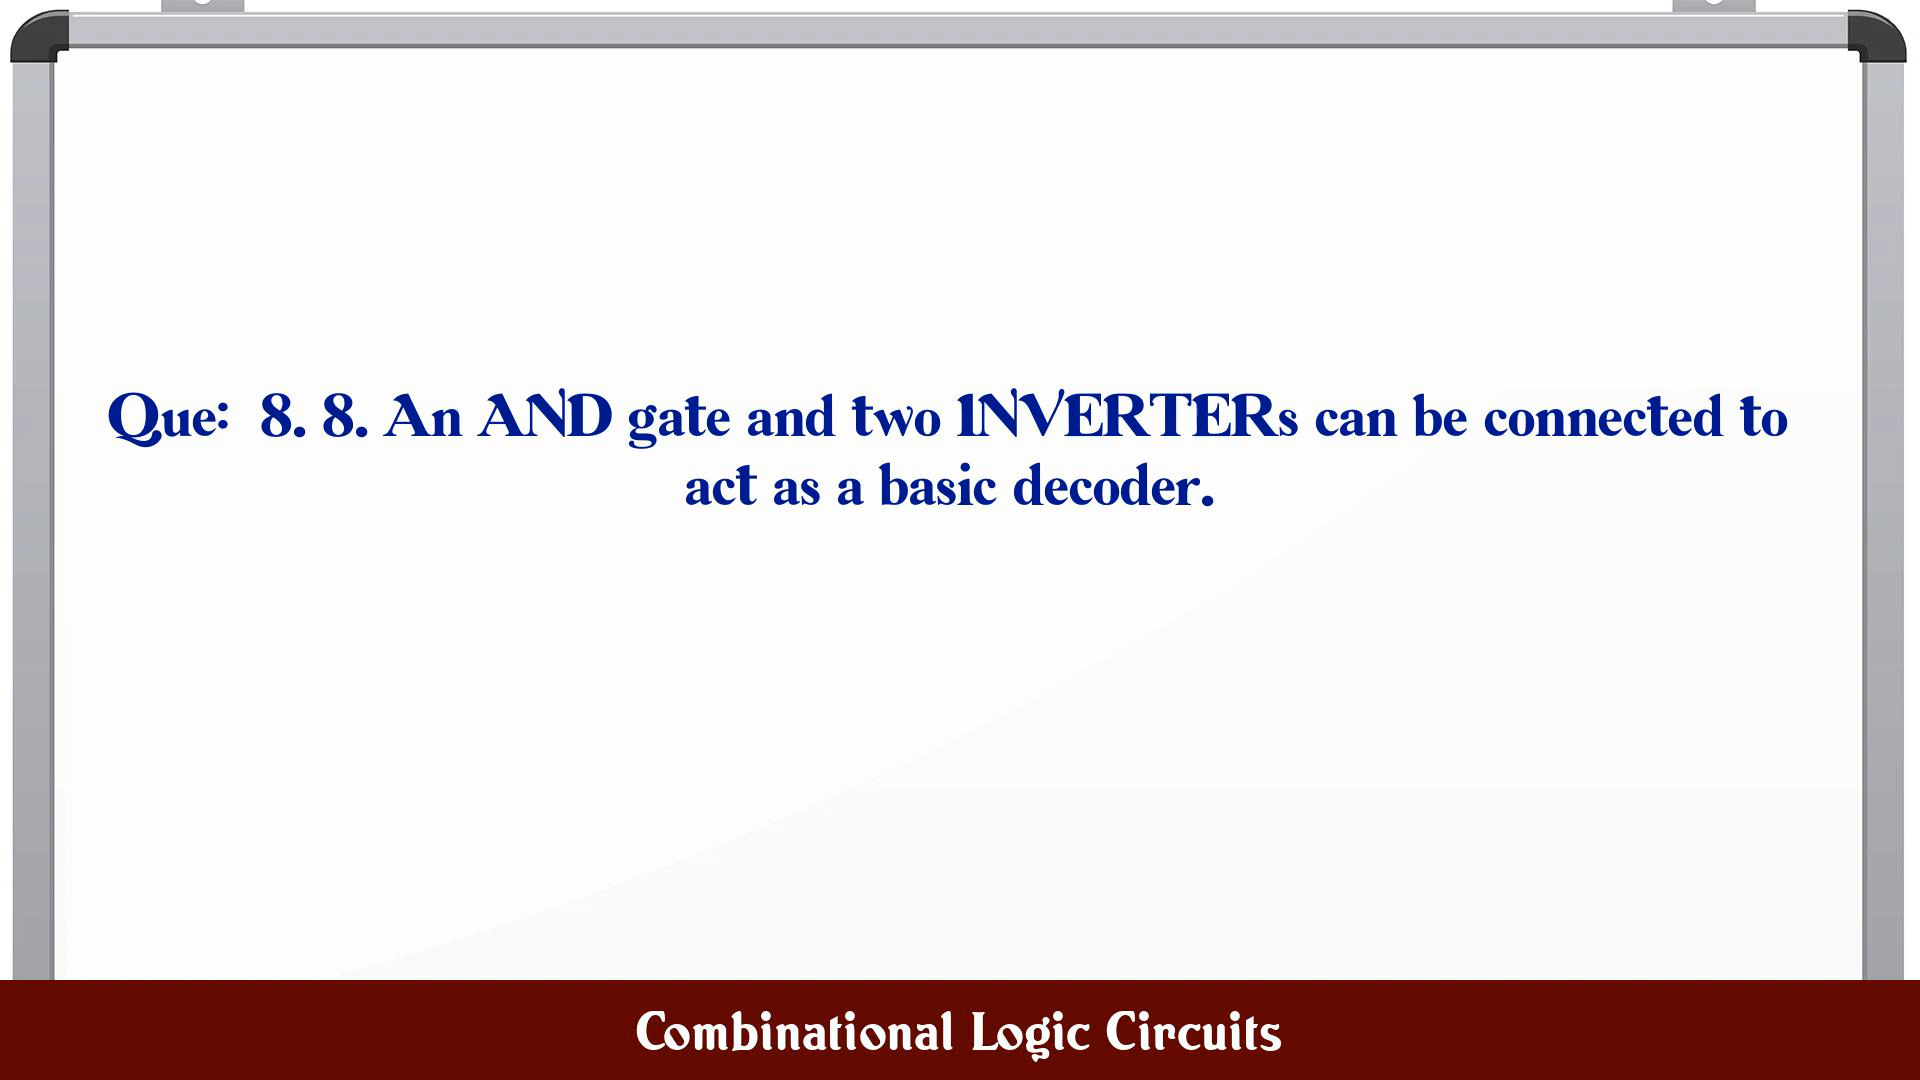 Que: 8. 8. An AND gate and two INVERTERs can be connected to
act as a basic decoder.
Combinational Logic Circuits